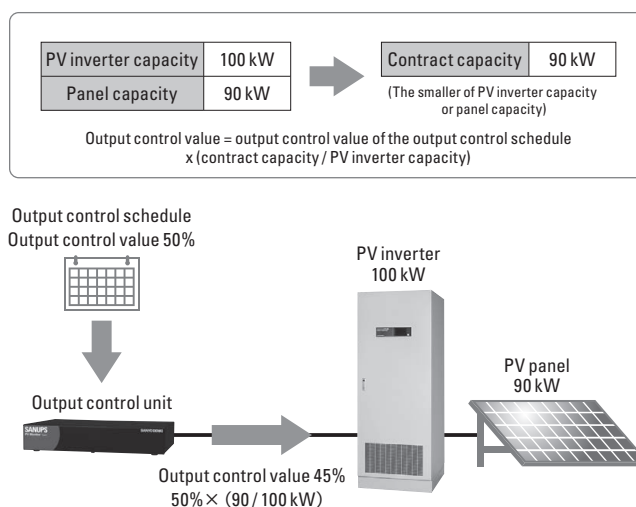 PV inverter capacity 100 kW
Panel capacity 90 kW
Contract capacity 90 kW
(The smaller of PV inverter capacity
or panel capacity)
Output control value = output control value of the output control schedule
x (contract capacity / PV inverter capacity)
Output control schedule
Output control value 50%
PV inverter
100 kW
PV panel
90 kW
Output control unit
SANUPS
Output control value 45%
50%×(90 / 100 kW)